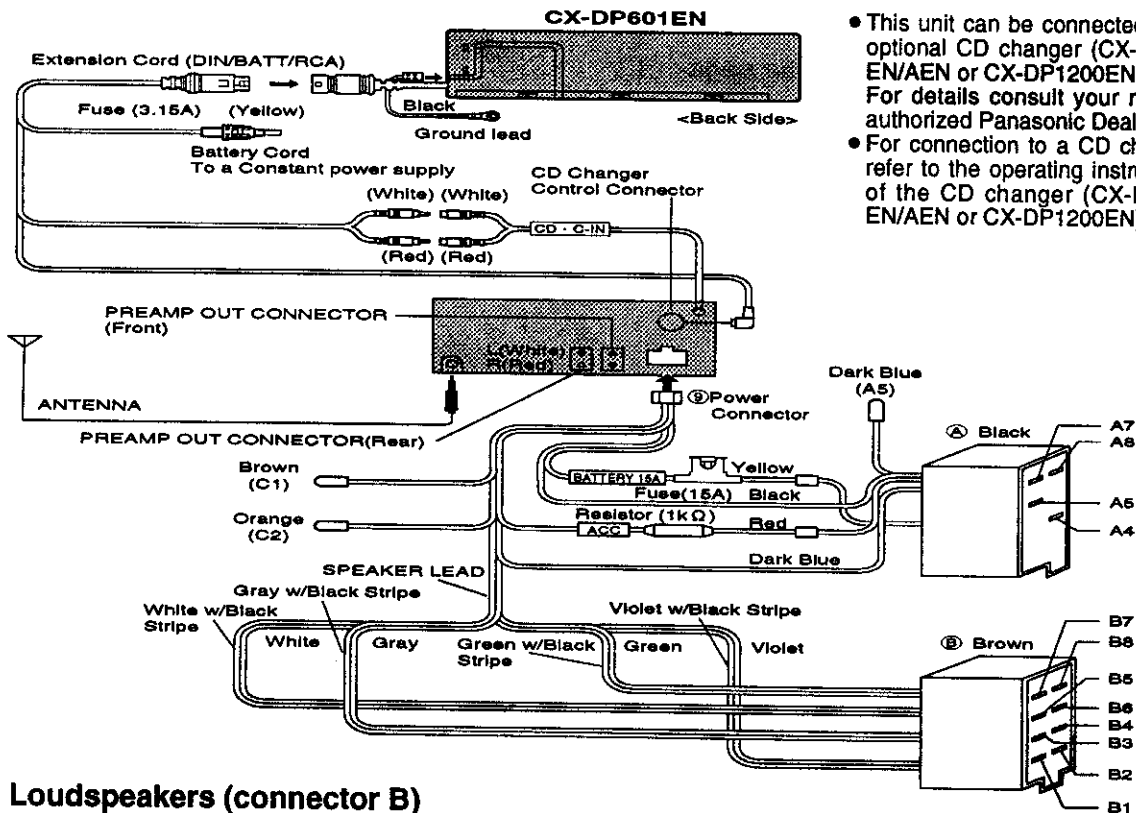 CX-DP601EN
• This unit can be connected
optional CD changer (CX-
EN/AEN or CX-DP1200EN
For details consult your
authorized Panasonic Deal
• For connection to a CD
refer to the operating
of the CD changer (CX-
EN/AEN or CX-DP1200EN
Extension Cord (DIN/BATT/RCA)
Fuse (3.15A) (Yellow)
Black
Ground lead
<Back Side>
Battery Cord
To a Constant power supply
CD Changer
Control Connector
(White) (White)
CD · C-IN
(Red) (Red)
PREAMP OUT CONNECTOR
(Front)
L(White)
R(Red)
ANTENNA
PREAMP OUT CONNECTOR(Rear)
⑨Power
Connector
Dark Blue
(A5)
Ⓐ Black
A7
A8
A5
A4
Brown
(C1)
BATTERY 15A
Yellow
Fuse(15A) Black
Orange
(C2)
Resistor (1kΩ)
ACC
Red
Dark Blue
SPEAKER LEAD
Gray w/Black Stripe
White w/Black
Stripe
Violet w/Black Stripe
White
Gray
Green w/Black
Stripe
Green
Violet
Ⓑ Brown
B7
B8
B5
B6
B4
B3
B2
B1
Loudspeakers (connector B)